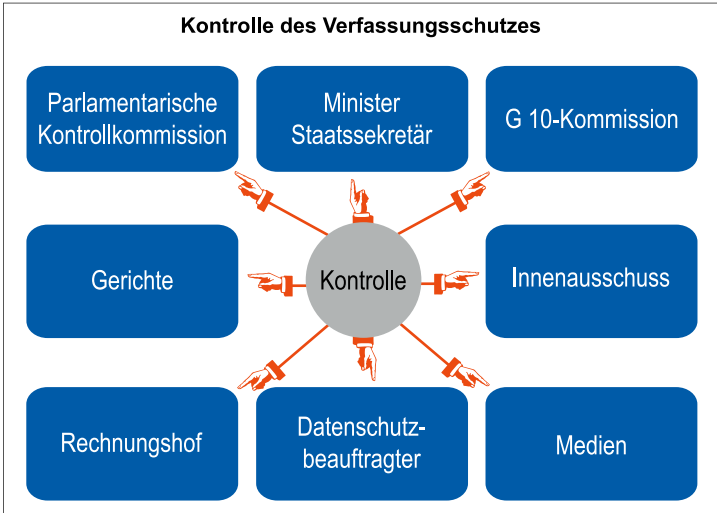 Kontrolle des Verfassungsschutzes
Parlamentarische
Kontrollkommission
Minister
Staatssekretär
G 10-Kommission
Gerichte
Kontrolle
Innenausschuss
Rechnungshof
Datenschutz-
beauftragter
Medien